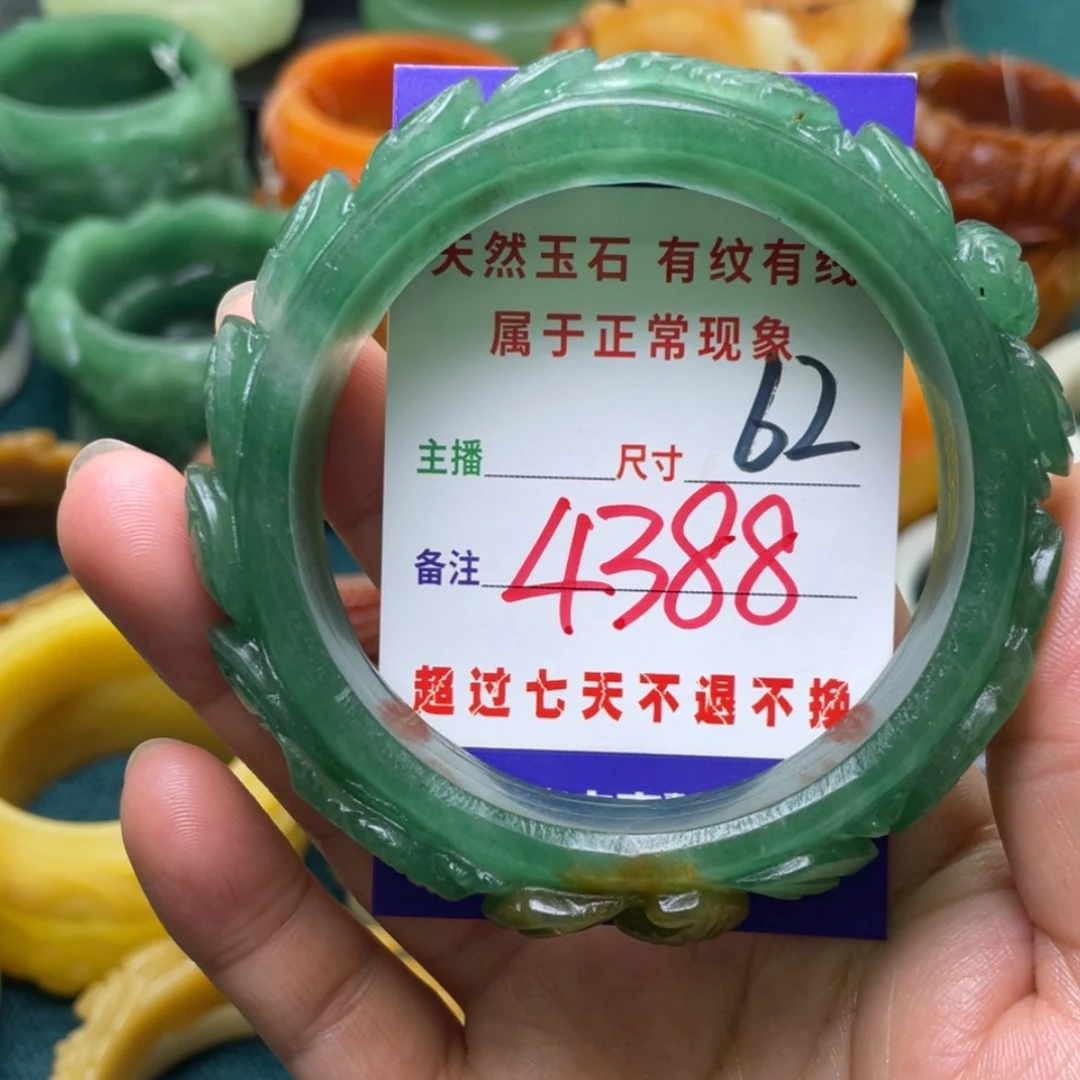 天然玉石 有纹有线
属于正常现象
主播 尺寸 62
备注 4388
超过七天不退不换